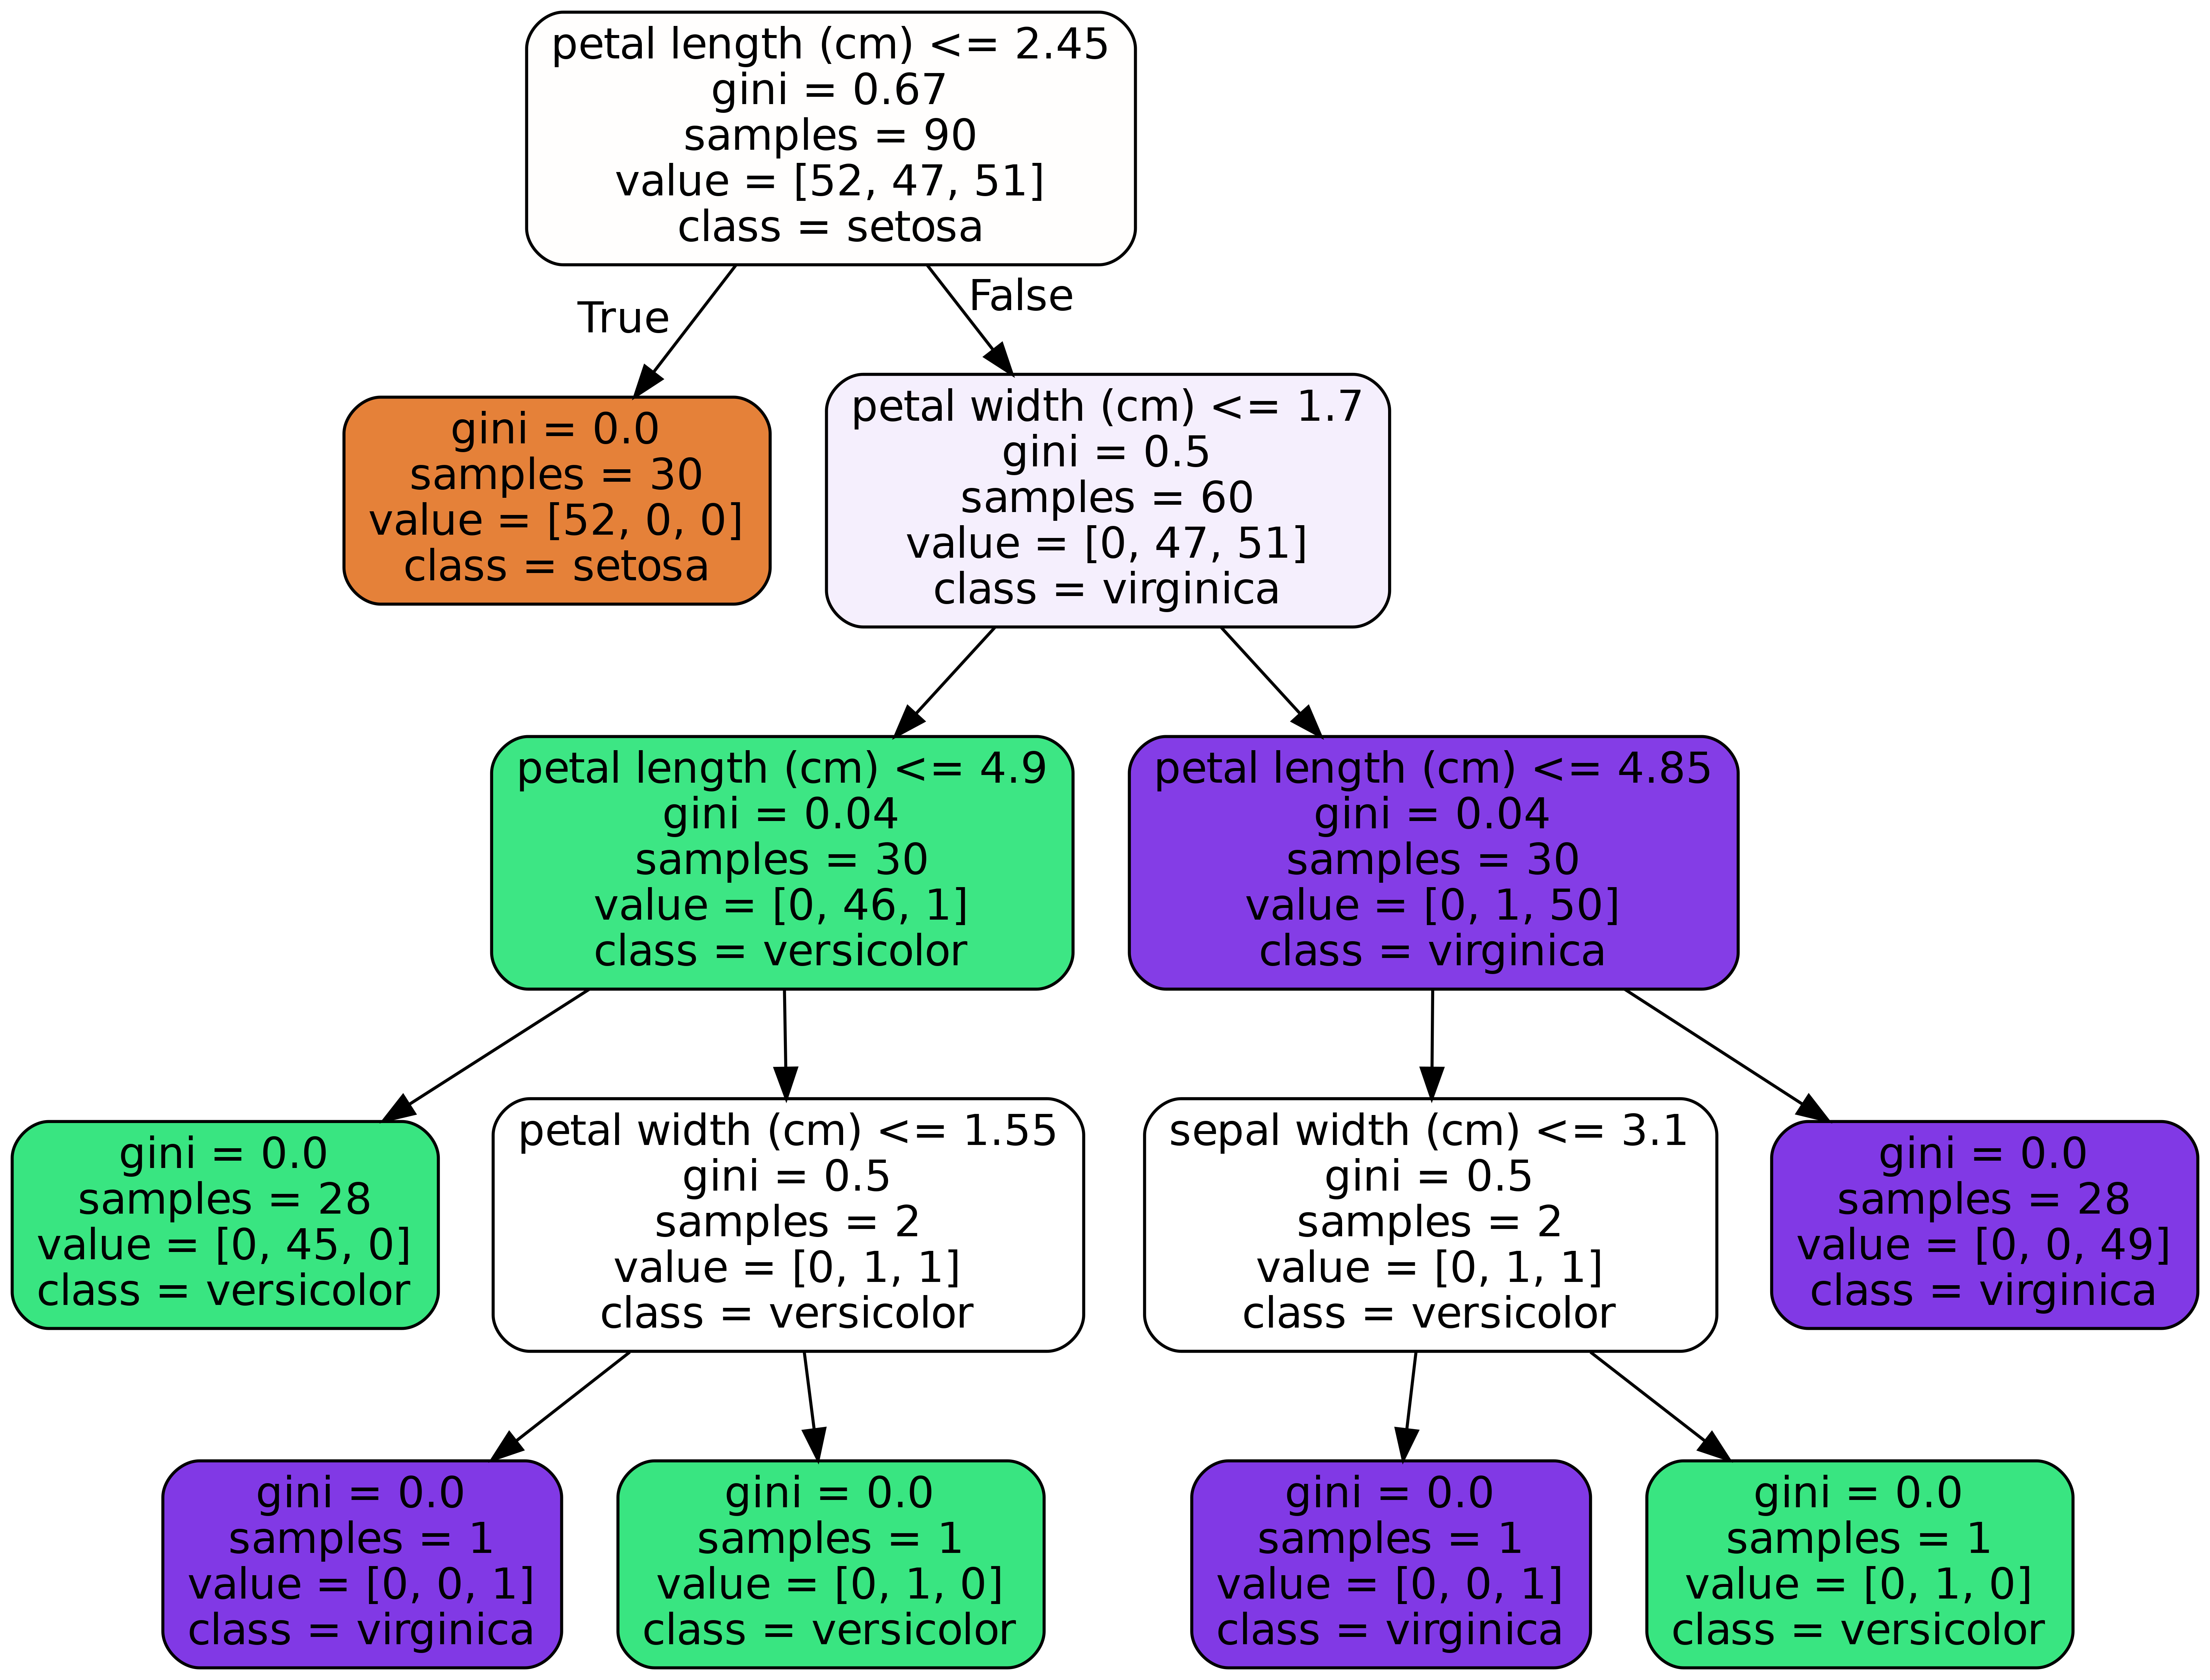 petal length (cm) <= 2.45
gini = 0.67
samples = 90
value = [52, 47, 51]
class = setosa
True
False
gini = 0.0
samples = 30
value = [52, 0, 0]
class = setosa
petal width (cm) <= 1.7
gini = 0.5
samples = 60
value = [0, 47, 51]
class = virginica
petal length (cm) <= 4.9
gini = 0.04
samples = 30
value = [0, 46, 1]
class = versicolor
petal length (cm) <= 4.85
gini = 0.04
samples = 30
value = [0, 1, 50]
class = virginica
gini = 0.0
samples = 28
value = [0, 45, 0]
class = versicolor
petal width (cm) <= 1.55
gini = 0.5
samples = 2
value = [0, 1, 1]
class = versicolor
sepal width (cm) <= 3.1
gini = 0.5
samples = 2
value = [0, 1, 1]
class = versicolor
gini = 0.0
samples = 28
value = [0, 0, 49]
class = virginica
gini = 0.0
samples = 1
value = [0, 0, 1]
class = virginica
gini = 0.0
samples = 1
value = [0, 1, 0]
class = versicolor
gini = 0.0
samples = 1
value = [0, 0, 1]
class = virginica
gini = 0.0
samples = 1
value = [0, 1, 0]
class = versicolor